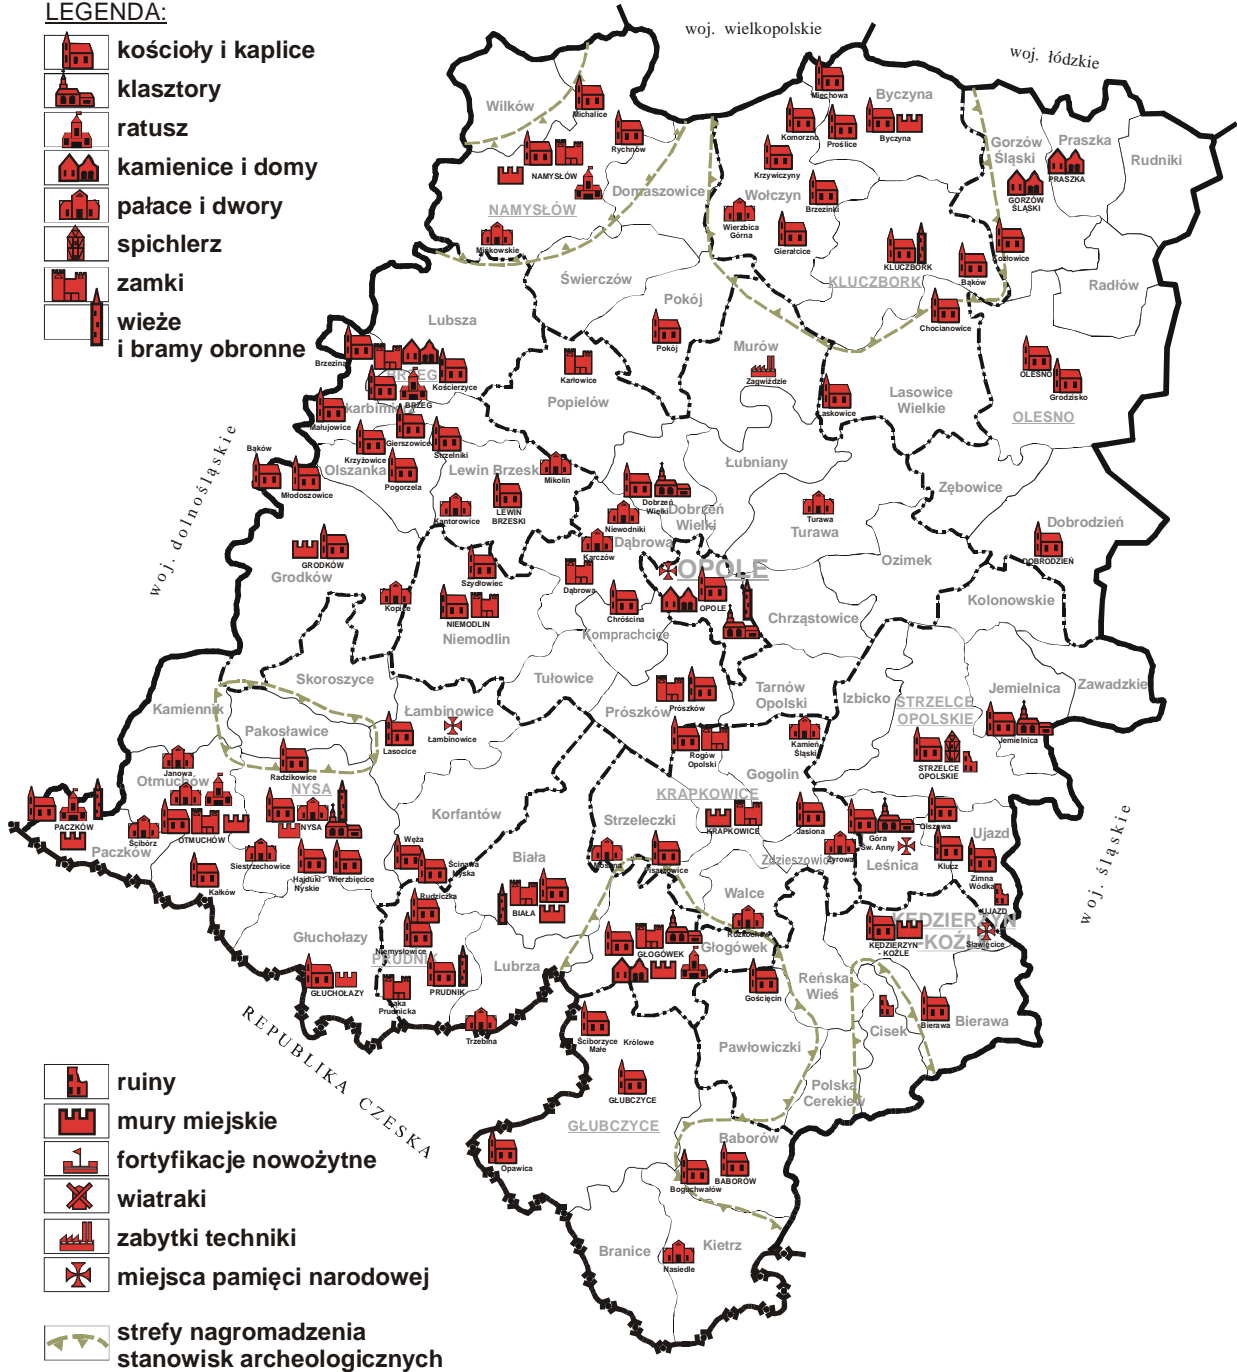 LEGENDA:
kościoły i kaplice
klasztory
ratusz
kamienice i domy
pałace i dwory
spichlerz
zamki
wieże
i bramy obronne
woj. wielkopolskie
woj. łódzkie
Wilków
Michalice
Rychnów
NAMYSŁÓW
NAMYSŁÓW
Domaszowice
Miechowa
Byczyna
Komorzno
Proślice
Byczyna
Krzywiczyny
Wołczyn
Brzezinki
Wierzbica
Górna
Gierałcice
KLUCZBORK
KLUCZBORK
Bąków
Kozłowice
Gorzów
Śląski
Praszka
PRASZKA
GORZÓW
ŚLĄSKI
Rudniki
Radłów
Chocianowice
Świerczów
Pokój
Pokój
Lubsza
Murów
Zagwiździe
Karłowice
Popielów
Laskowice
Lasowice
Wielkie
OLESNO
Grodzisko
OLESNO
Brzezina
BRZEG
Kościerzyce
BRZEG
Małujowice
Gierszowice
Krzyżowice
Strzelniki
Bąków
Młodoszowice
Olszanka
Pogorzela
Lewin Brzesk
Mikolin
Kantorowice
LEWIN
BRZESKI
woj. dolnośląskie
Łubniany
Dobrzeń
Wielki
Dobrzeń
Wielki
Niewodniki
Turawa
Turawa
Zębowice
Dobrodzień
DOBRODZIEŃ
GRODKÓW
Grodków
Karczów
Dąbrowa
Dąbrowa
OPOLE
OPOLE
Ozimek
Kolonowskie
Szydłowiec
Kopice
NIEMODLIN
Niemodlin
Chróścina
Komprachcice
Chrząstowice
Skoroszyce
Tułowice
Prószków
Prószków
Tarnów
Opolski
Izbicko
STRZELCE
OPOLSKIE
Jemielnica
Zawadzkie
Jemielnica
STRZELCE
OPOLSKIE
Kamiennik
Pakosławice
Radzikowice
Łambinowice
Łambinowice
Lasocice
Rogów
Opolski
Kamień
Śląski
Gogolin
Janowa
Otmuchów
NYSA
NYSA
KRAPKOWICE
KRAPKOWICE
Korfantów
Strzeleczki
Jasiona
PACZKÓW
Paczków
Ścibórz
OTMUCHÓW
Siestrzechowice
Hajduki
Nyskie
Wierzbięcice
Kałków
Węża
Ścinawa
Nyska
Rudziczka
Biała
BIAŁA
Moszna
Pisarzowice
Zdzieszowice
Żyrowa
Góra
Św. Anny
Olszowa
Ujazd
Leśnica
Klucz
Zimna
Wódka
UJAZD
woj. śląskie
Walce
Rozkochów
KĘDZIERZYN
-KOŹLE
KĘDZIERZYN
- KOŹLE
Sławięcice
Głuchołazy
GŁUCHOŁAZY
Niemysłowice
PRUDNIK
PRUDNIK
Łąka
Prudnicka
Lubrza
Trzebina
GŁOGÓWEK
Głogówek
Gościęcin
Reńska
Wieś
Cisek
Bierawa
Bierawa
REPUBLIKA CZESKA
Ściborzyce
Małe
Królowe
Pawłowiczki
Polska
Cerekiew
GŁUBCZYCE
GŁUBCZYCE
Opawica
Baborów
BABORÓW
Boguchwałów
Branice
Kietrz
Nasiedle
ruiny
mury miejskie
fortyfikacje nowożytne
wiatraki
zabytki techniki
miejsca pamięci narodowej
strefy nagromadzenia
stanowisk archeologicznych